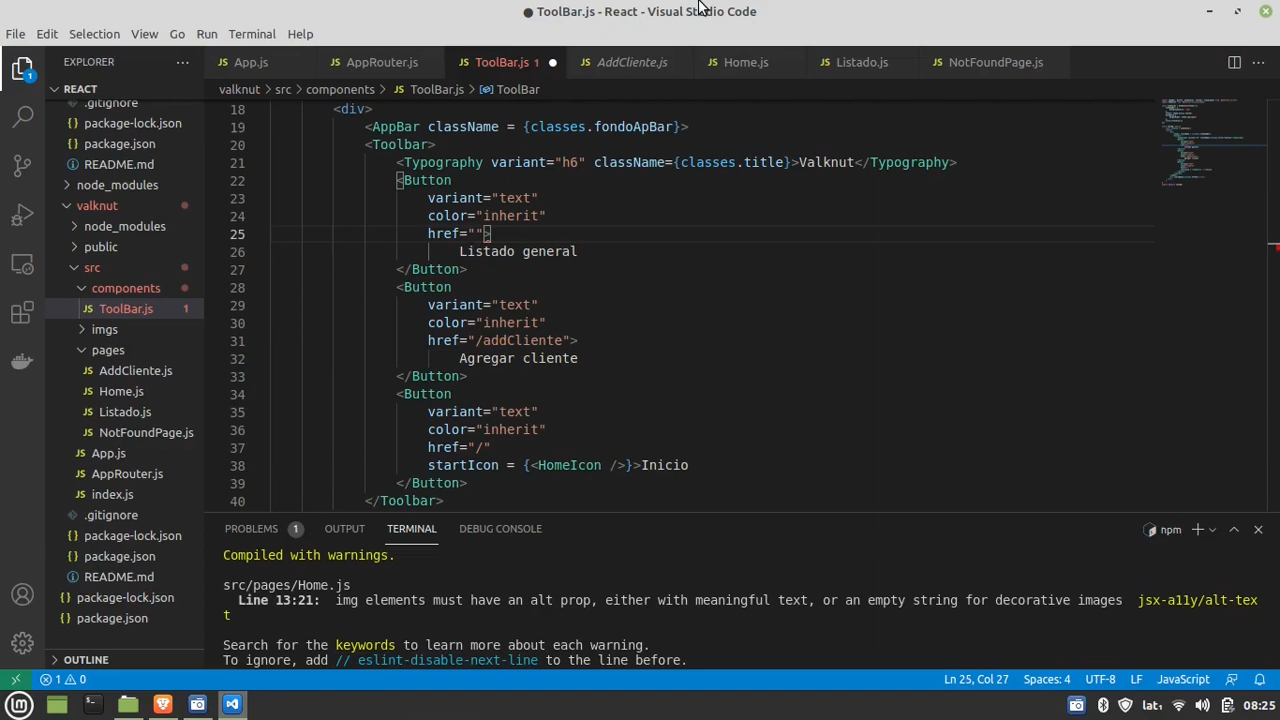 ToolBar.js - React - Visual Studio Code
File Edit Selection View Go Run Terminal Help
EXPLORER
App.js AppRouter.js ToolBar.js 1 AddCliente.js Home.js Listado.js NotFoundPage.js
valknut > src > components > ToolBar.js > ToolBar
REACT
.gitignore
package-lock.json
package.json
README.md
node_modules
valknut
node_modules
public
src
components
ToolBar.js 1
imgs
pages
AddCliente.js
Home.js
Listado.js
NotFoundPage.js
App.js
AppRouter.js
index.js
.gitignore
package-lock.json
package.json
README.md
package-lock.json
package.json
OUTLINE
1
18 <div>
19 <AppBar className = {classes.fondoApBar}>
20 <Toolbar>
21 <Typography variant="h6" className={classes.title}>Valknut</Typography>
22 <Button
23 variant="text"
24 color="inherit"
25 href="">
26 Listado general
27 </Button>
28 <Button
29 variant="text"
30 color="inherit"
31 href="/addCliente">
32 Agregar cliente
33 </Button>
34 <Button
35 variant="text"
36 color="inherit"
37 href="/"
38 startIcon = {<HomeIcon />}>Inicio
39 </Button>
40 </Toolbar>
PROBLEMS 1 OUTPUT TERMINAL DEBUG CONSOLE npm
Compiled with warnings.
src/pages/Home.js
Line 13:21: img elements must have an alt prop, either with meaningful text, or an empty string for decorative images jsx-a11y/alt-tex
t
Search for the keywords to learn more about each warning.
To ignore, add // eslint-disable-next-line to the line before.
1 0 Ln 25, Col 27 Spaces: 4 UTF-8 LF JavaScript
lat1 08:25